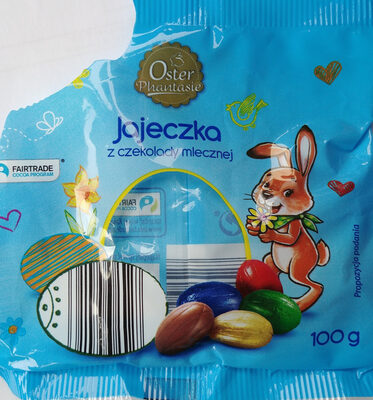 Oster
Phantasie
Jajeczka
z czekolady mlecznej
FAIRTRADE
COCOA PROGRAM
Propozycja podania
100 g